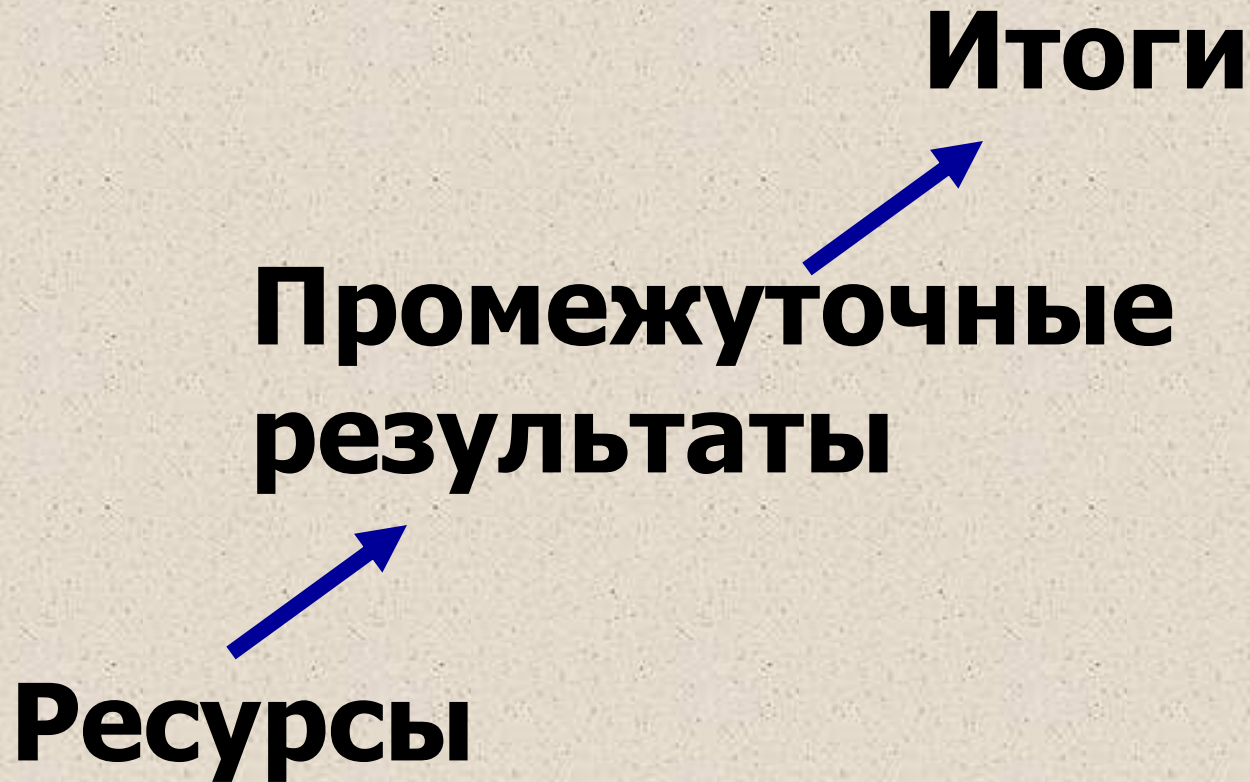 Итоги
Промежуточные
результаты
Ресурсы